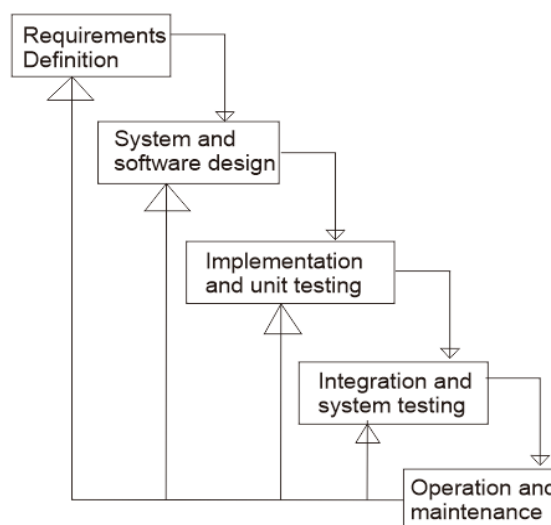 Requirements
Definition
System and
software design
Implementation
and unit testing
Integration and
system testing
Operation and
maintenance